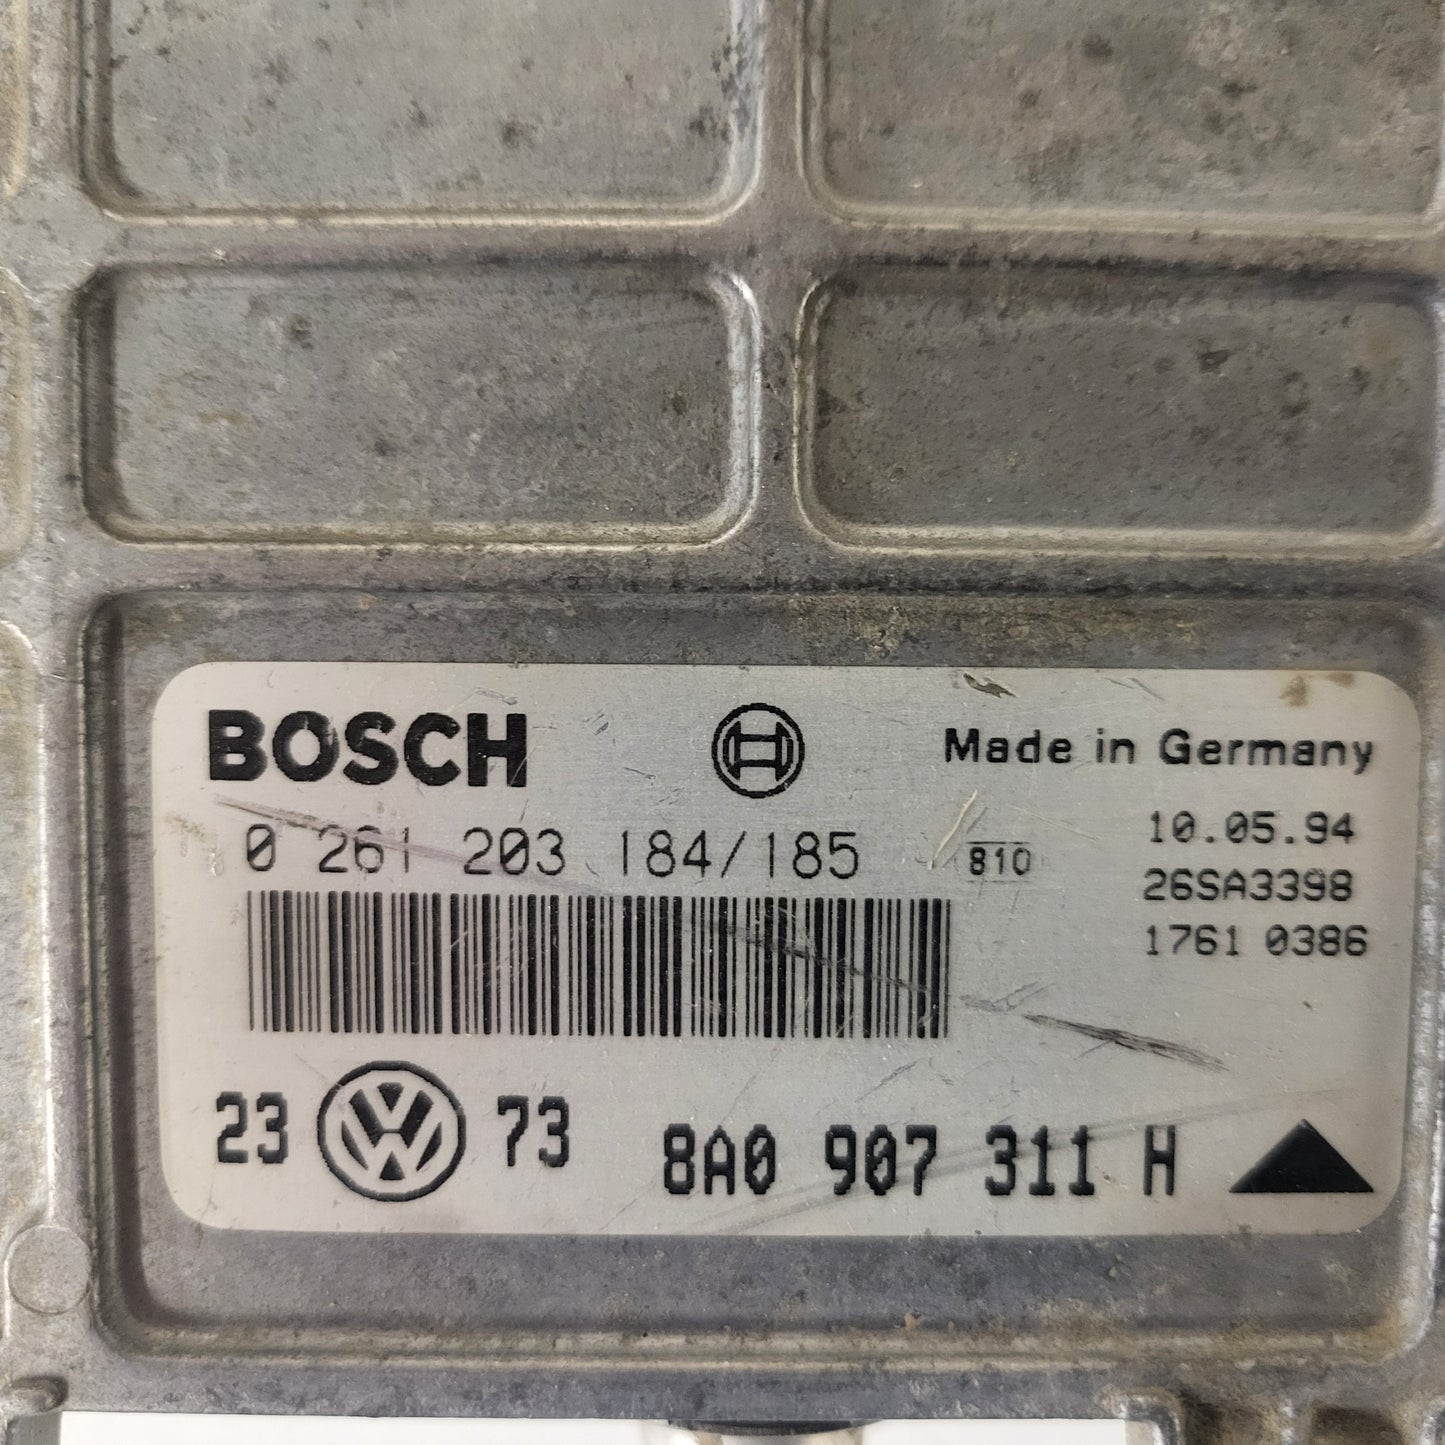 BOSCH
Made in Germany
0 261 203 184/185
810
10.05.94
26SA3398
1761 0386
23 VW 73
8A0 907 311 H